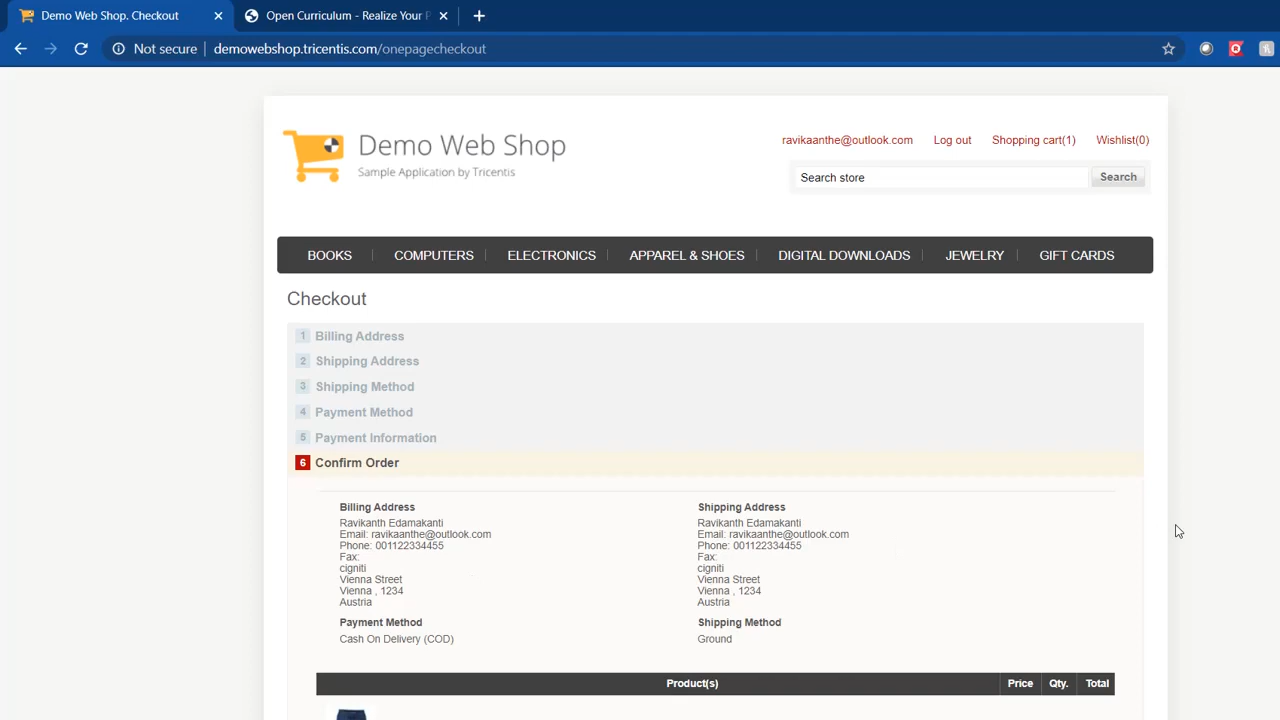 Demo Web Shop. Checkout
Open Curriculum - Realize Your P
Not secure
demowebshop.tricentis.com/onepagecheckout
Demo Web Shop
Sample Application by Tricentis
ravikaanthe@outlook.com Log out Shopping cart(1) Wishlist(0)
Search store Search
BOOKS COMPUTERS ELECTRONICS APPAREL & SHOES DIGITAL DOWNLOADS JEWELRY GIFT CARDS
Checkout
1 Billing Address
2 Shipping Address
3 Shipping Method
4 Payment Method
5 Payment Information
6 Confirm Order
Billing Address
Ravikanth Edamakanti
Email: ravikaanthe@outlook.com
Phone: 001122334455
Fax:
cigniti
Vienna Street
Vienna , 1234
Austria
Payment Method
Cash On Delivery (COD)
Shipping Address
Ravikanth Edamakanti
Email: ravikaanthe@outlook.com
Phone: 001122334455
Fax:
cigniti
Vienna Street
Vienna , 1234
Austria
Shipping Method
Ground
Product(s) Price Qty. Total